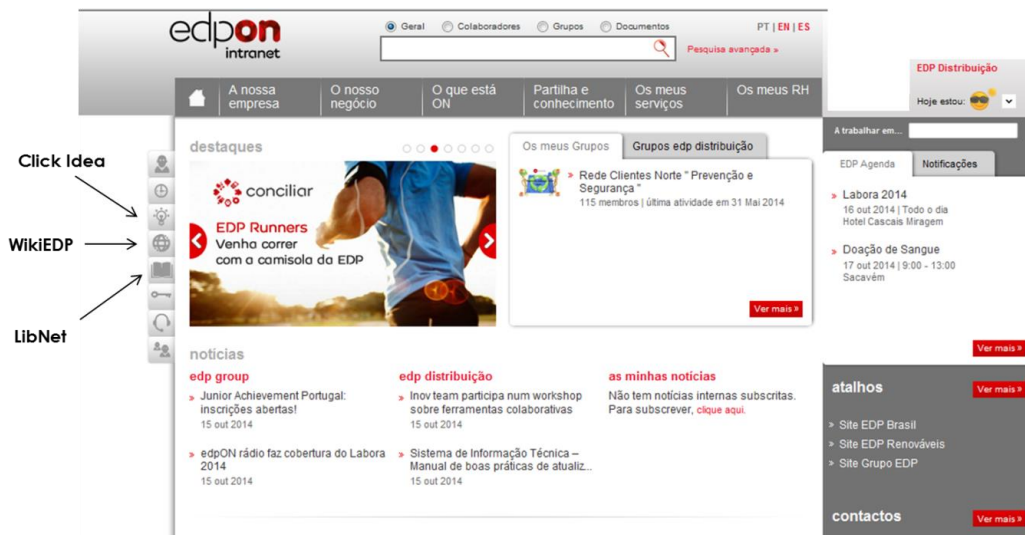 edpon
intranet
Geral Colaboradores Grupos Documentos
PT | EN | ES
Pesquisa avançada »
EDP Distribuição
Hoje estou:
A nossa empresa
O nosso negócio
O que está ON
Partilha e conhecimento
Os meus serviços
Os meus RH
A trabalhar em...
Click Idea
WikiEDP
LibNet
destaques
conciliar
EDP Runners
Venha correr
com a camisola da EDP
Os meus Grupos
Grupos edp distribuição
» Rede Clientes Norte " Prevenção e
Segurança "
115 membros | última atividade em 31 Mai 2014
Ver mais »
EDP Agenda
Notificações
» Labora 2014
16 out 2014 | Todo o dia
Hotel Cascais Miragem
» Doação de Sangue
17 out 2014 | 9:00 - 13:00
Sacavém
Ver mais »
notícias
edp group
» Junior Achievement Portugal:
inscrições abertas!
15 out 2014
» edpON rádio faz cobertura do Labora
2014
15 out 2014
edp distribuição
» Inov team participa num workshop
sobre ferramentas colaborativas
15 out 2014
» Sistema de Informação Técnica –
Manual de boas práticas de atualiz...
15 out 2014
as minhas notícias
Não tem notícias internas subscritas.
Para subscrever, clique aqui.
atalhos
Ver mais »
» Site EDP Brasil
» Site EDP Renováveis
» Site Grupo EDP
contactos
Ver mais »